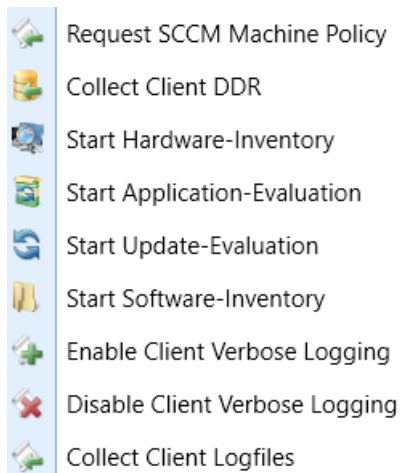 Request SCCM Machine Policy
Collect Client DDR
Start Hardware-Inventory
Start Application-Evaluation
Start Update-Evaluation
Start Software-Inventory
Enable Client Verbose Logging
Disable Client Verbose Logging
Collect Client Logfiles